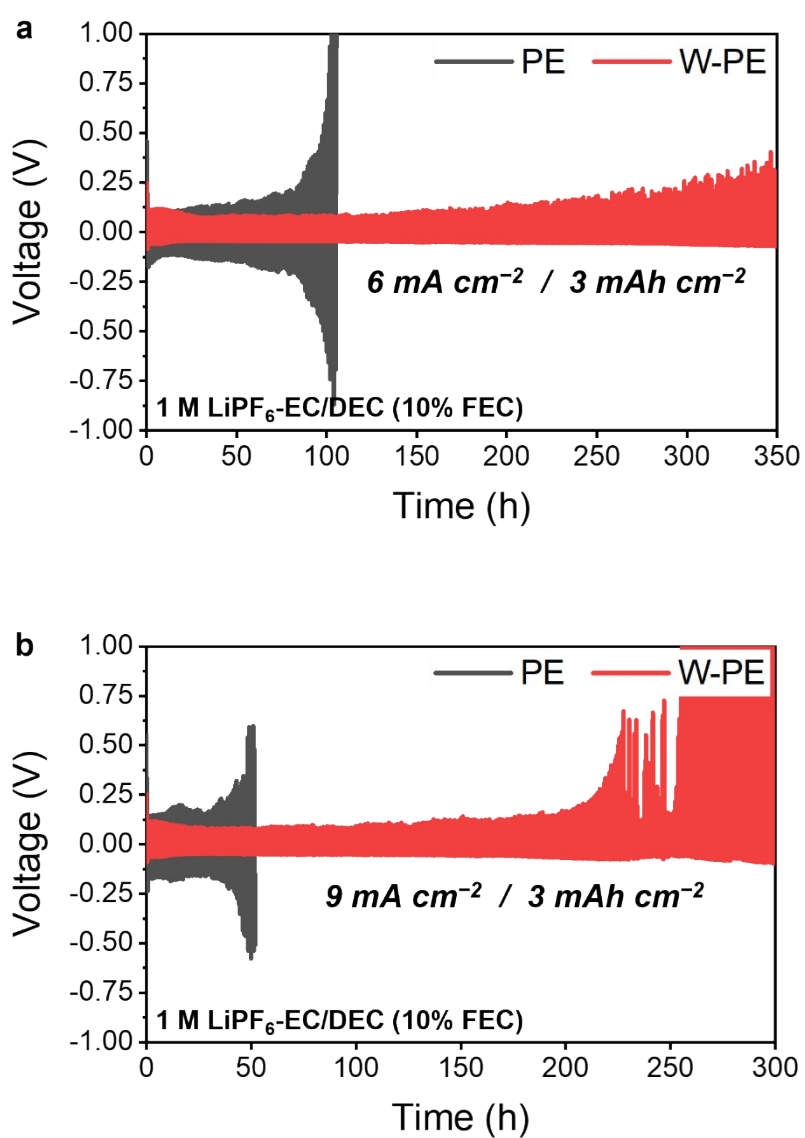 a
1.00
PE
W-PE
0.75
0.50
0.25
0.00
-0.25
-0.50
-0.75
-1.00
Voltage (V)
6 mA cm⁻² / 3 mAh cm⁻²
1 M LiPF₆-EC/DEC (10% FEC)
0 50 100 150 200 250 300 350
Time (h)
b
1.00
PE
W-PE
0.75
0.50
0.25
0.00
-0.25
-0.50
-0.75
-1.00
Voltage (V)
9 mA cm⁻² / 3 mAh cm⁻²
1 M LiPF₆-EC/DEC (10% FEC)
0 50 100 150 200 250 300
Time (h)